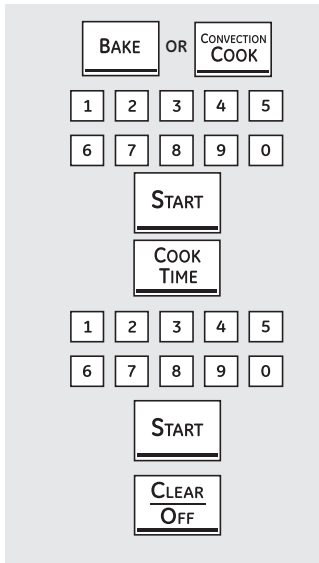 BAKE OR CONVECTION COOK
1 2 3 4 5
6 7 8 9 0
START
COOK
TIME
1 2 3 4 5
6 7 8 9 0
START
CLEAR
OFF